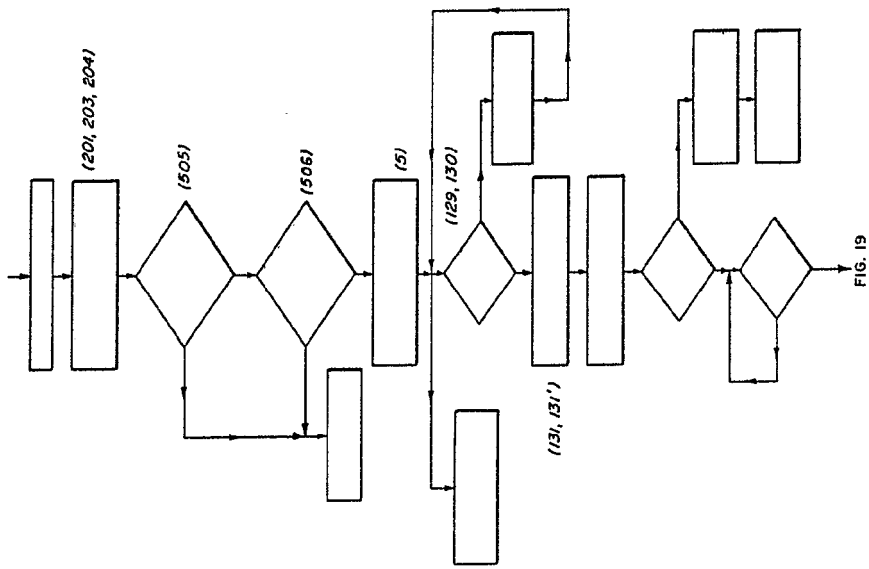 (201, 203, 204)
(505)
(506)
(5)
(129, 130)
(131, 131')
FIG. 19